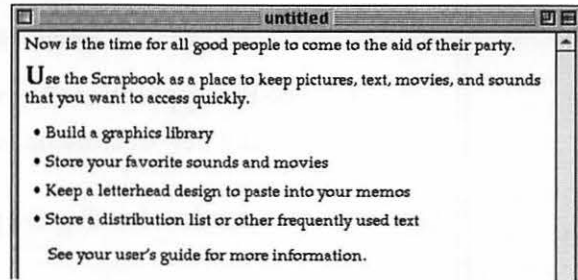 untitled
Now is the time for all good people to come to the aid of their party.
Use the Scrapbook as a place to keep pictures, text, movies, and sounds
that you want to access quickly.
• Build a graphics library
• Store your favorite sounds and movies
• Keep a letterhead design to paste into your memos
• Store a distribution list or other frequently used text
See your user's guide for more information.